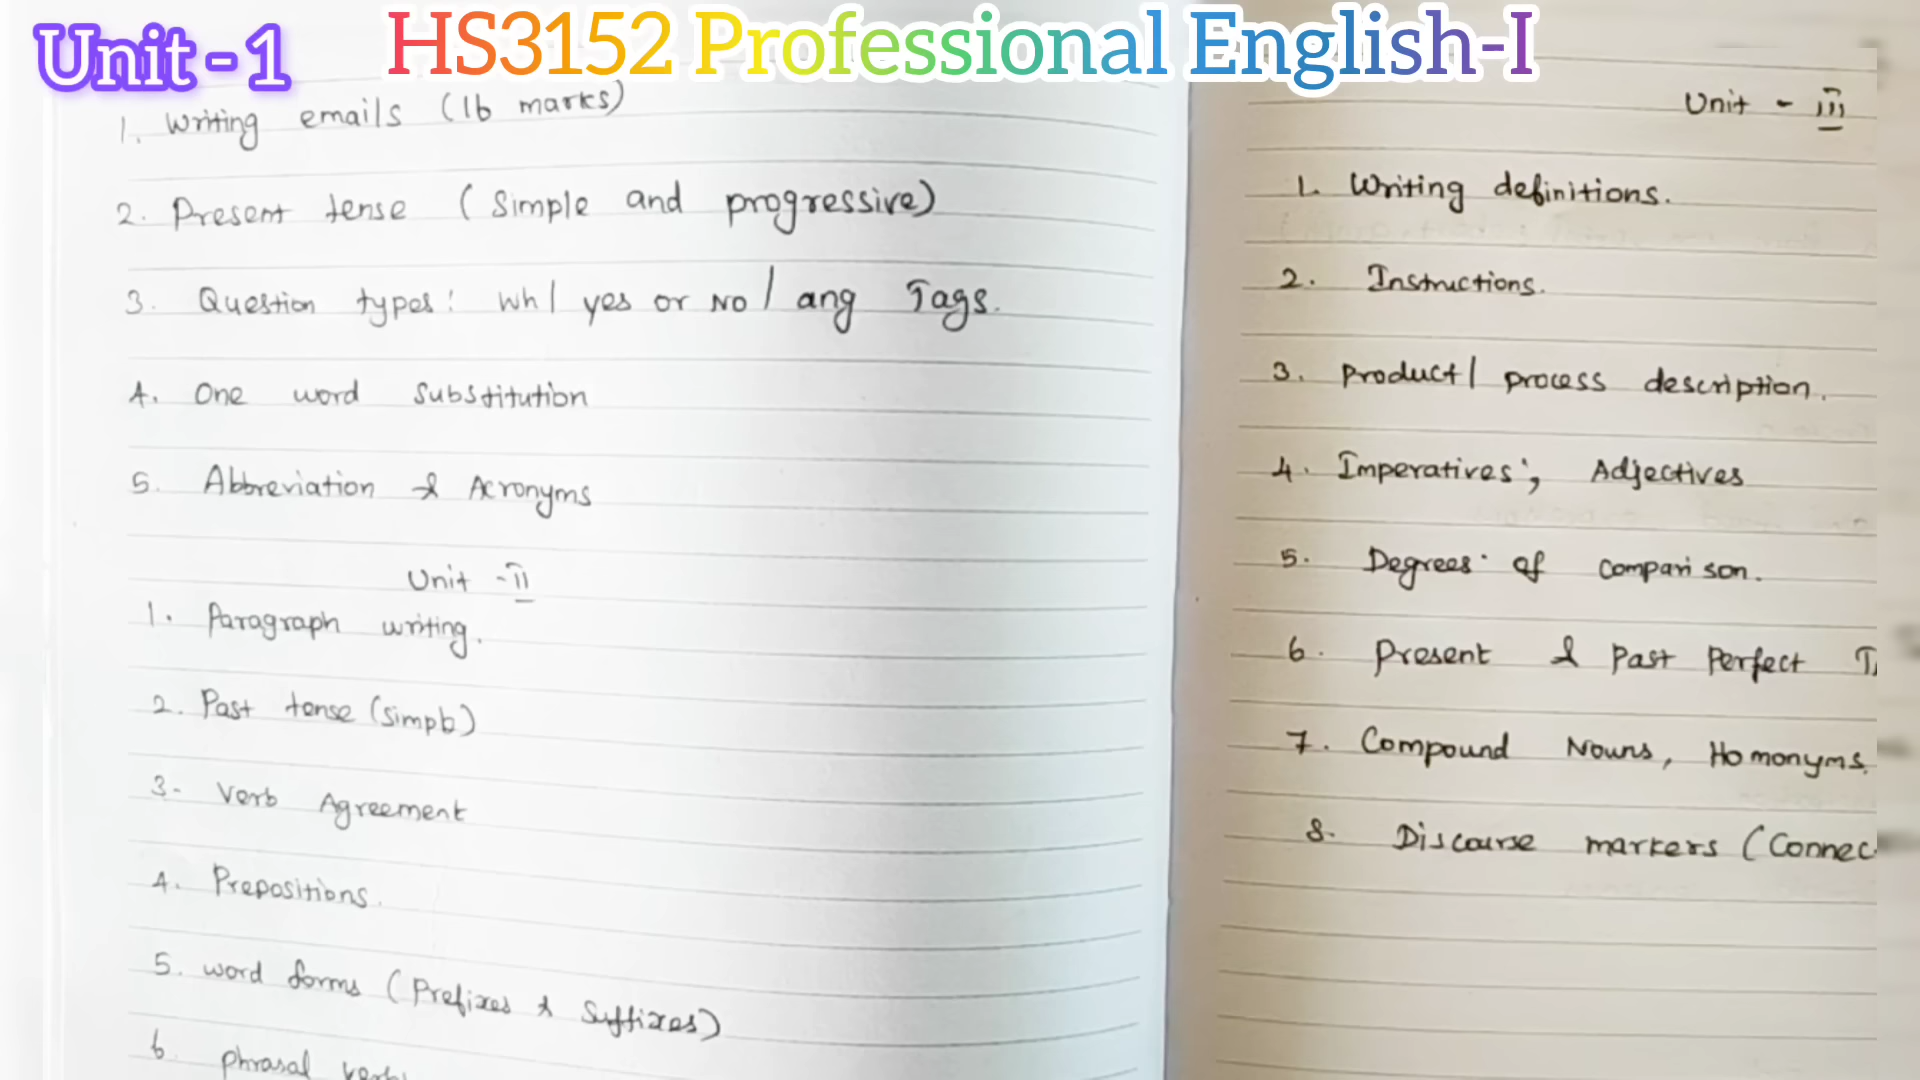 Unit - 1
HS3152 Professional English-I
1. Writing emails (16 marks)
2. Present tense (Simple and progressive)
3. Question types: Wh / yes or No / ang Tags.
4. One word Substitution
5. Abbreviation & Acronyms
Unit - II
1. Paragraph writing.
2. Past tense (simple)
3. Verb Agreement
4. Prepositions.
5. word forms (Prefixes & Suffixes)
6. phrasal verbs
Unit - III
1. Writing definitions.
2. Instructions.
3. Product / process description.
4. Imperatives; Adjectives
5. Degrees of comparison.
6. Present & Past Perfect T
7. Compound Nouns, Homonyms.
8. Discourse markers (Connec